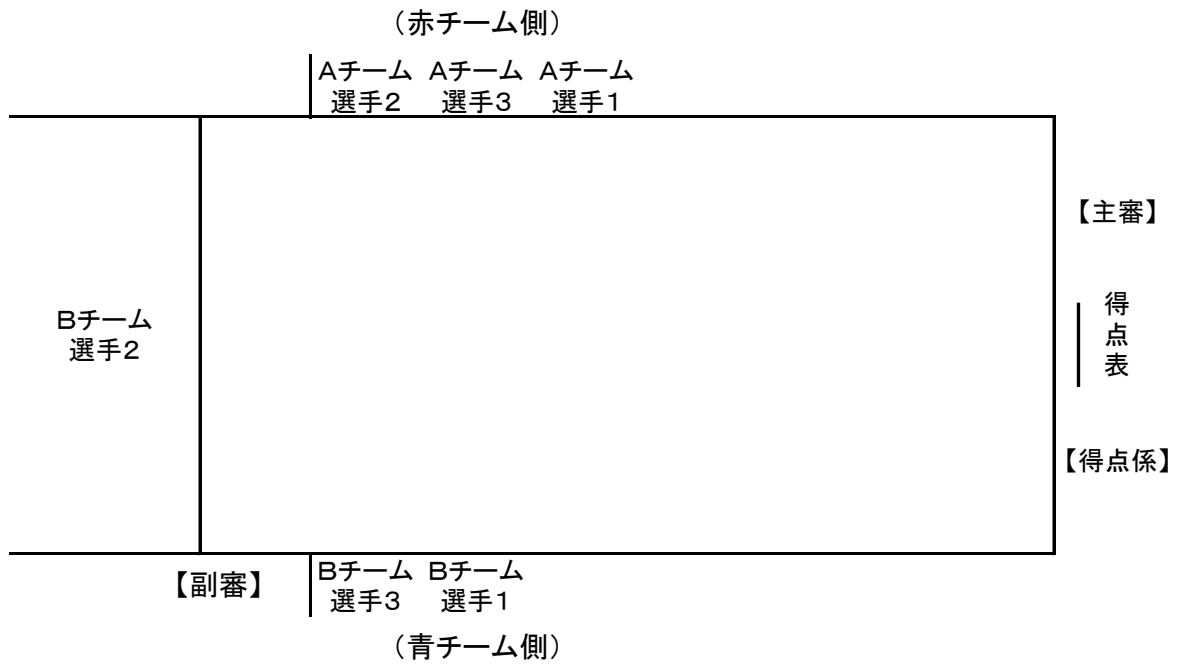 （赤チーム側）
Aチーム Aチーム Aチーム
選手2 選手3 選手1
【主審】
得点表
Bチーム
選手2
【得点係】
【副審】
Bチーム Bチーム
選手3 選手1
（青チーム側）